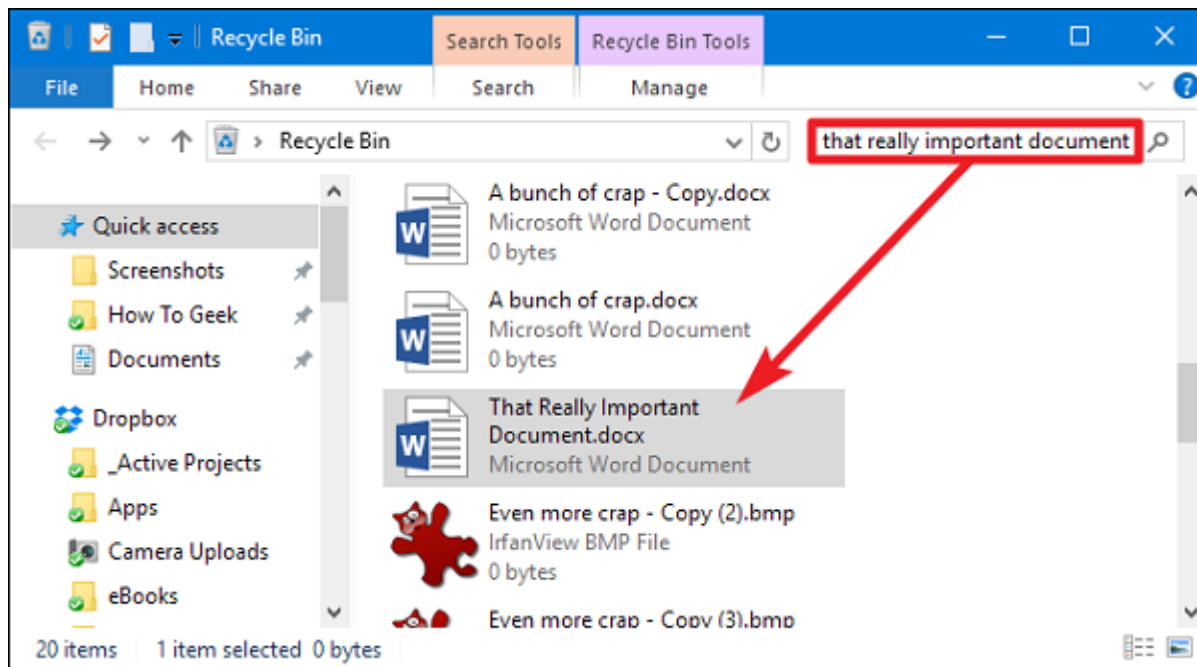 Recycle Bin
Search Tools
Recycle Bin Tools
File
Home
Share
View
Search
Manage
Recycle Bin
that really important document
Quick access
Screenshots
How To Geek
Documents
Dropbox
_Active Projects
Apps
Camera Uploads
eBooks
A bunch of crap - Copy.docx
Microsoft Word Document
0 bytes
A bunch of crap.docx
Microsoft Word Document
0 bytes
That Really Important
Document.docx
Microsoft Word Document
Even more crap - Copy (2).bmp
IrfanView BMP File
0 bytes
Even more crap - Copy (3).bmp
20 items
1 item selected 0 bytes